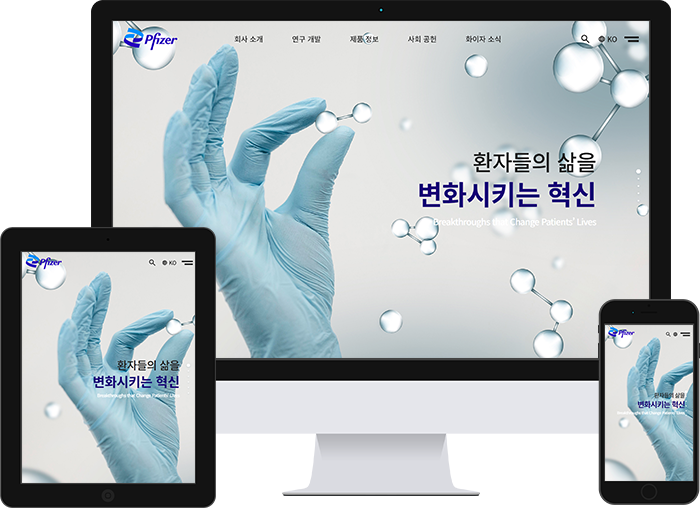 Pfizer
회사 소개 연구 개발 제품 정보 사회 공헌 화이자 소식 KO
환자들의 삶을
변화시키는 혁신
Breakthroughs that Change Patients' Lives
Pfizer
KO
환자들의 삶을
변화시키는 혁신
Breakthroughs that Change Patients' Lives
Pfizer
환자들의 삶을
변화시키는 혁신
Breakthroughs that Change Patients' Lives